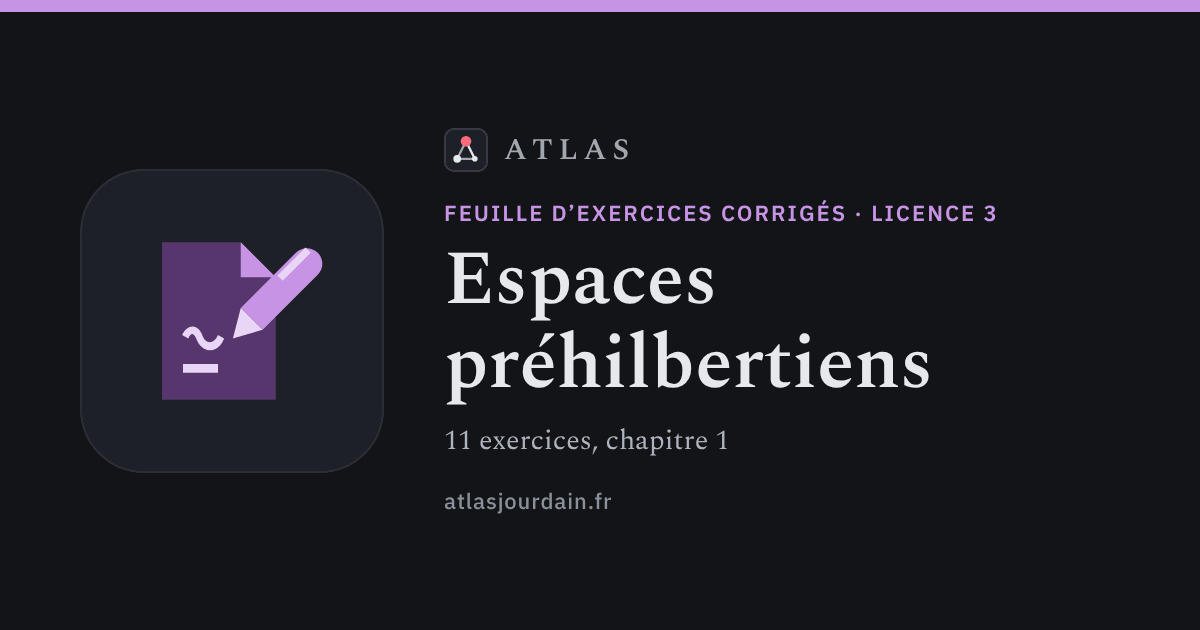 ATLAS
FEUILLE D’EXERCICES CORRIGÉS · LICENCE 3
Espaces
préhilbertiens
11 exercices, chapitre 1
atlasjourdain.fr